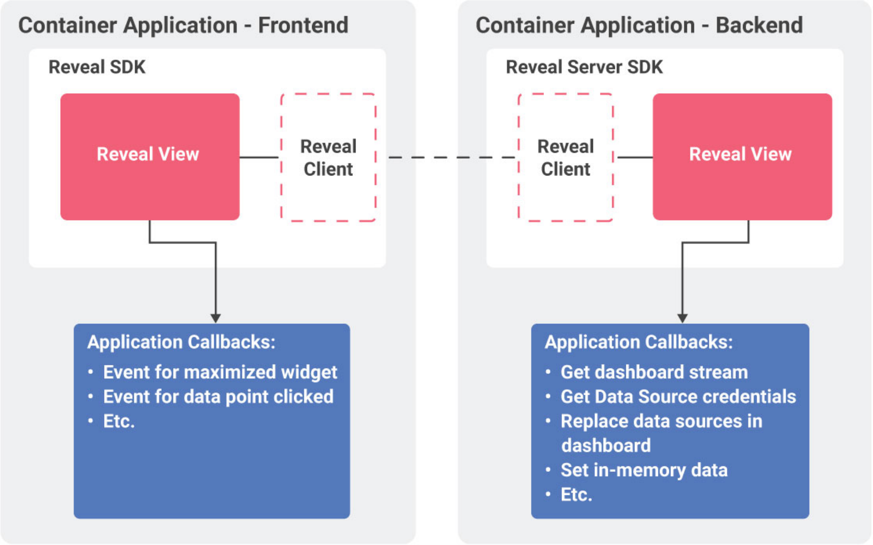 Container Application - Frontend
Reveal SDK
Reveal View
Reveal
Client
Application Callbacks:
• Event for maximized widget
• Event for data point clicked
• Etc.
Container Application - Backend
Reveal Server SDK
Reveal
Client
Reveal View
Application Callbacks:
• Get dashboard stream
• Get Data Source credentials
• Replace data sources in
dashboard
• Set in-memory data
• Etc.